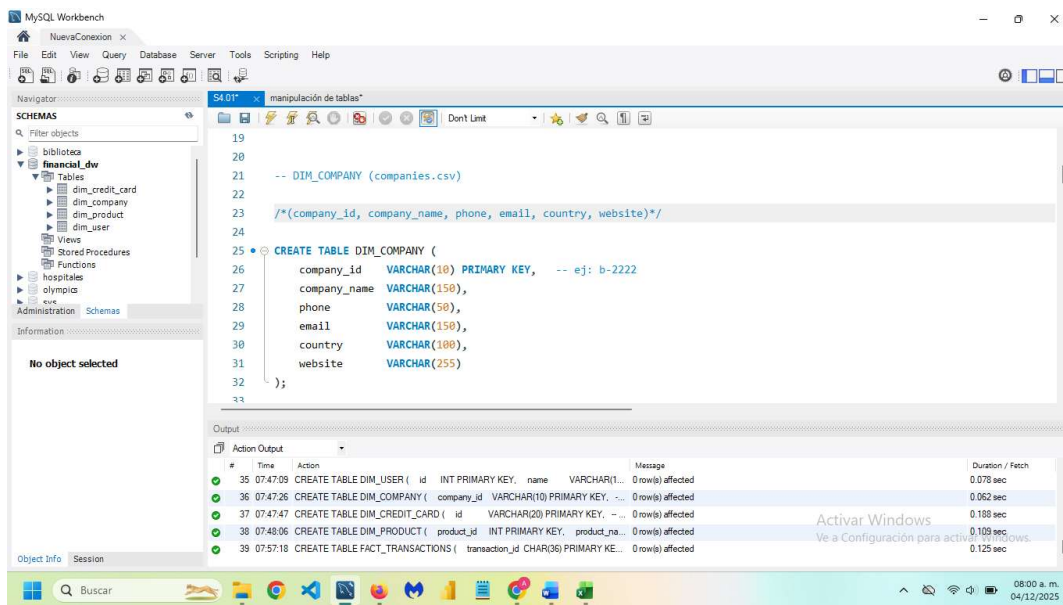 MySQL Workbench
NuevaConexion ×
File Edit View Query Database Server Tools Scripting Help
Navigator
SCHEMAS
Filter objects
biblioteca
financial_dw
Tables
dim_credit_card
dim_company
dim_product
dim_user
Views
Stored Procedures
Functions
hospitales
olympics
sys
Administration Schemas
Information
No object selected
Object Info Session
S4.01* × manipulación de tablas*
Don't Limit
19
20
21 -- DIM_COMPANY (companies.csv)
22
23 /*(company_id, company_name, phone, email, country, website)*/
24
25 CREATE TABLE DIM_COMPANY (
26 company_id VARCHAR(10) PRIMARY KEY, -- ej: b-2222
27 company_name VARCHAR(150),
28 phone VARCHAR(50),
29 email VARCHAR(150),
30 country VARCHAR(100),
31 website VARCHAR(255)
32 );
33
Output
Action Output
# Time Action Message Duration / Fetch
35 07:47:09 CREATE TABLE DIM_USER ( id INT PRIMARY KEY, name VARCHAR(1... 0 row(s) affected 0.078 sec
36 07:47:26 CREATE TABLE DIM_COMPANY ( company_id VARCHAR(10) PRIMARY KEY, -... 0 row(s) affected 0.062 sec
37 07:47:47 CREATE TABLE DIM_CREDIT_CARD ( id VARCHAR(20) PRIMARY KEY, -- ... 0 row(s) affected 0.188 sec
38 07:48:06 CREATE TABLE DIM_PRODUCT ( product_id INT PRIMARY KEY, product_na... 0 row(s) affected 0.109 sec
39 07:57:18 CREATE TABLE FACT_TRANSACTIONS ( transaction_id CHAR(36) PRIMARY KE... 0 row(s) affected 0.125 sec
Activar Windows
Ve a Configuración para activar Windows.
Buscar
08:00 a. m.
04/12/2025